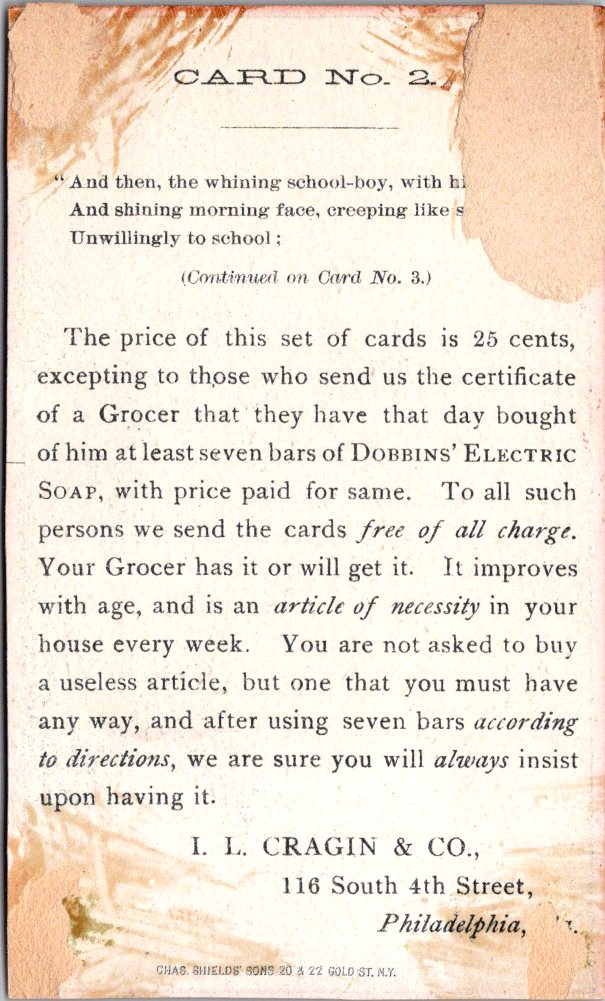 CARD No. 2.
"And then, the whining school-boy, with
And shining morning face, creeping like
Unwillingly to school;
(Continued on Card No. 3.)
The price of this set of cards is 25 cents,
excepting to those who send us the certificate
of a Grocer that they have that day bought
of him at least seven bars of DOBBINS' ELECTRIC
SOAP, with price paid for same. To all such
persons we send the cards free of all charge.
Your Grocer has it or will get it. It improves
with age, and is an article of necessity in your
house every week. You are not asked to buy
a useless article, but one that you must have
any way, and after using seven bars according
to directions, we are sure you will always insist
upon having it.
I. L. CRAGIN & CO.,
116 South 4th Street,
Philadelphia,
CHAS. SHIELDS' SONS 20 & 22 GOLD ST. N.Y.